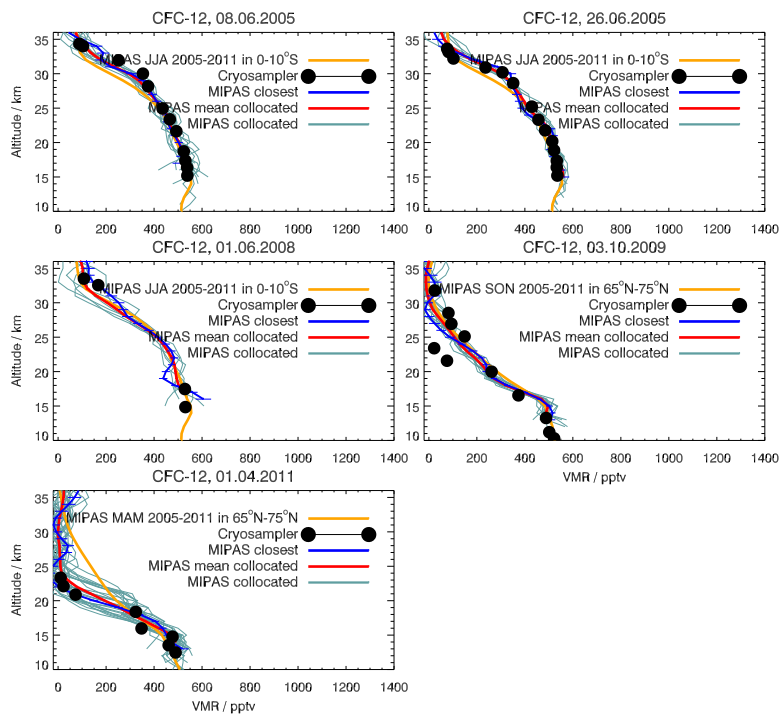 CFC-12, 08.06.2005
CFC-12, 26.06.2005
35
30
25
20
15
10
Altitude / km
MIPAS JJA 2005-2011 in 0-10°S
Cryosampler
MIPAS closest
MIPAS mean collocated
MIPAS collocated
0 200 400 600 800 1000 1200 1400
35
30
25
20
15
10
MIPAS JJA 2005-2011 in 0-10°S
Cryosampler
MIPAS closest
MIPAS mean collocated
MIPAS collocated
0 200 400 600 800 1000 1200 1400
CFC-12, 01.06.2008
CFC-12, 03.10.2009
35
30
25
20
15
10
Altitude / km
MIPAS JJA 2005-2011 in 0-10°S
Cryosampler
MIPAS closest
MIPAS mean collocated
MIPAS collocated
0 200 400 600 800 1000 1200 1400
35
30
25
20
15
10
MIPAS SON 2005-2011 in 65°N-75°N
Cryosampler
MIPAS closest
MIPAS mean collocated
MIPAS collocated
0 200 400 600 800 1000 1200 1400
VMR / pptv
CFC-12, 01.04.2011
35
30
25
20
15
10
Altitude / km
MIPAS MAM 2005-2011 in 65°N-75°N
Cryosampler
MIPAS closest
MIPAS mean collocated
MIPAS collocated
0 200 400 600 800 1000 1200 1400
VMR / pptv